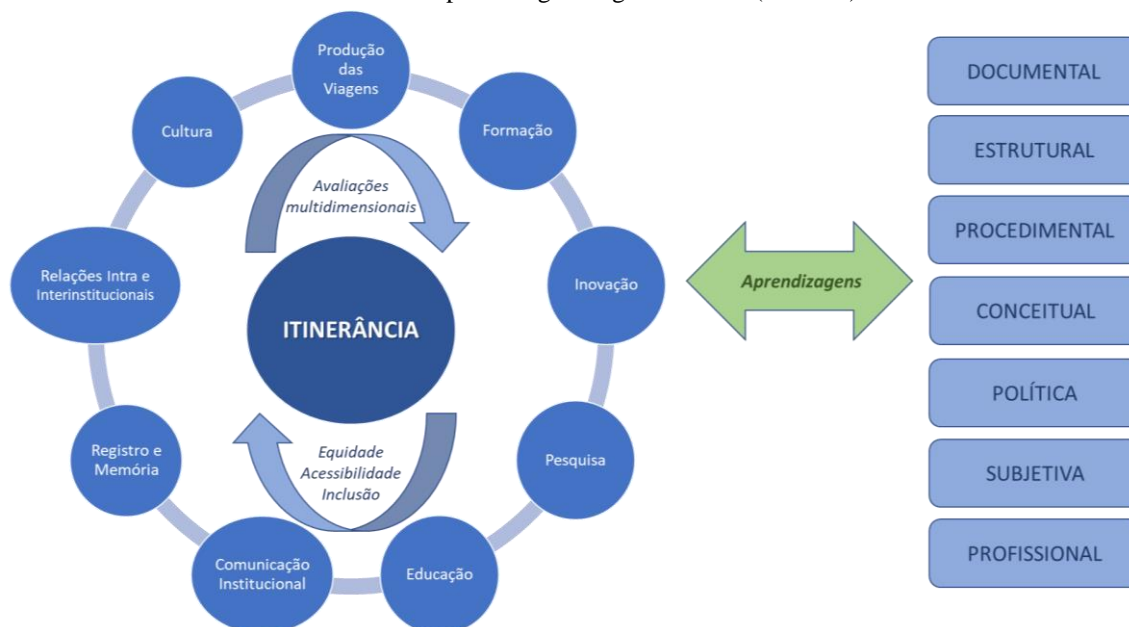 Produção
das
Viagens
Formação
Inovação
Pesquisa
Educação
Comunicação
Institucional
Registro e
Memória
Relações Intra e
Interinstitucionais
Cultura
Avaliações
multidimensionais
ITINERÂNCIA
Equidade
Acessibilidade
Inclusão
Aprendizagens
DOCUMENTAL
ESTRUTURAL
PROCEDIMENTAL
CONCEITUAL
POLÍTICA
SUBJETIVA
PROFISSIONAL